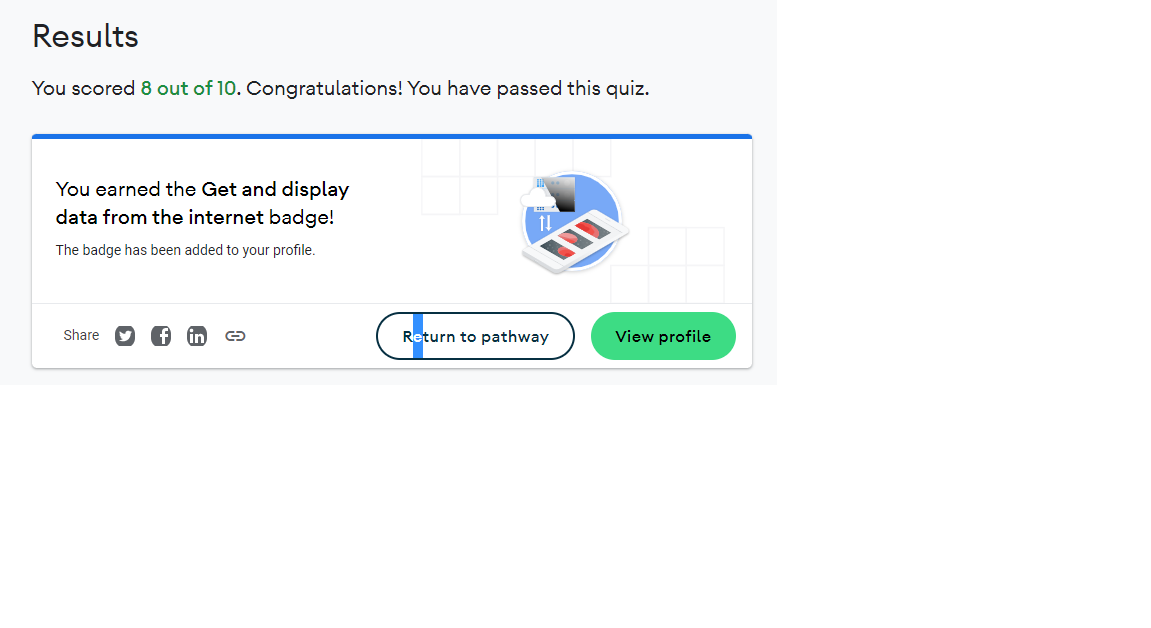 Results
You scored 8 out of 10. Congratulations! You have passed this quiz.
You earned the Get and display
data from the internet badge!
The badge has been added to your profile.
Share
Return to pathway
View profile